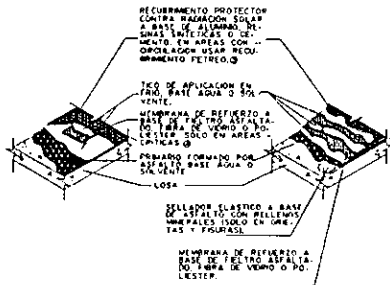 RECUBRIMIENTO PROTECTOR
CONTRA RADIACION SOLAR
A BASE DE ALUMINIO, RE-
SINAS SINTETICAS O CE-
MENTO. EN AREAS CON --
CIRCULACION USAR RECU-
BRIMIENTO PETREO.
TIPO DE APLICACION EN
FRIO, BASE AGUA O SOL
VENTE.
MEMBRANA DE REFUERZO A
BASE DE FIELTRO ASFALTA-
DO, FIBRA DE VIDRIO O PO-
LIESTER SOLO EN AREAS -
CRITICAS
PRIMARIO FORMADO POR
ASFALTO BASE AGUA O
SOLVENTE
LOSA
SELLADOR ELASTICO A BASE
DE ASFALTO CON RELLENOS
MINERALES (SOLO EN GRIE-
TAS Y FISURAS)
MEMBRANA DE REFUERZO A
BASE DE FIELTRO ASFALTA-
DO, FIBRA DE VIDRIO O PO-
LIESTER.